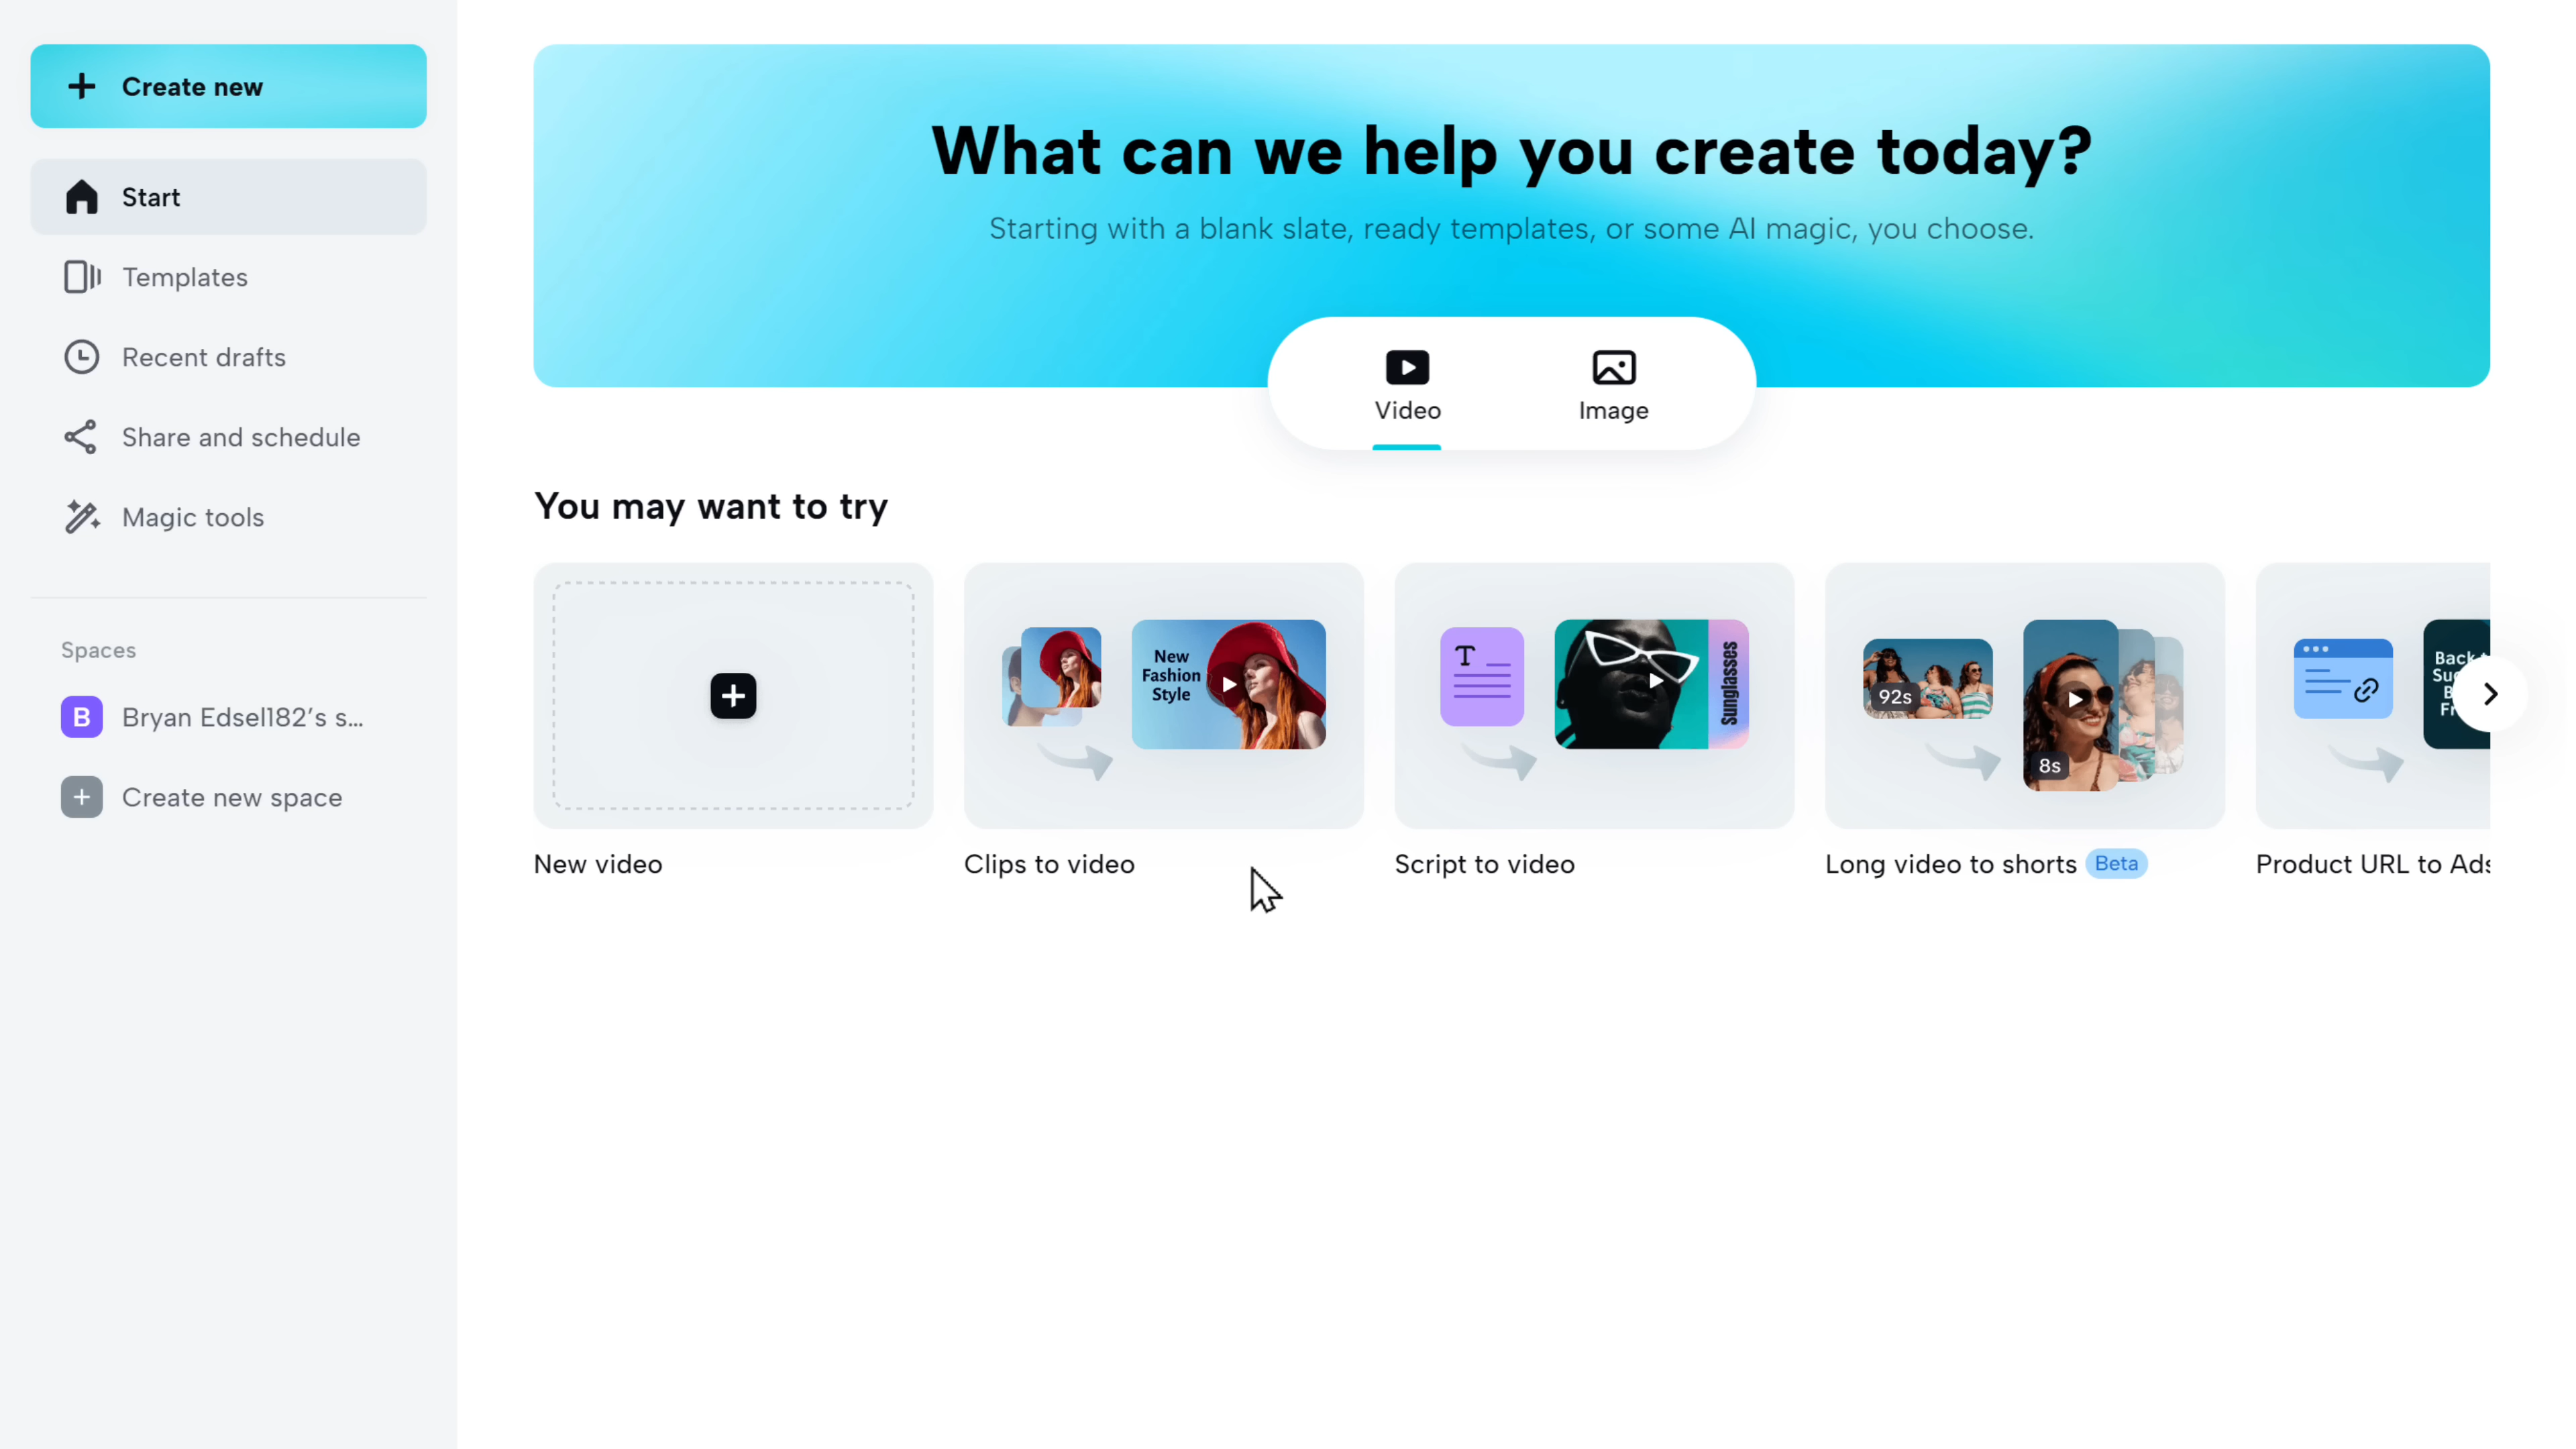 Create new
Start
Templates
Recent drafts
Share and schedule
Magic tools
Spaces
B
Bryan Edsel182’s s...
Create new space
What can we help you create today?
Starting with a blank slate, ready templates, or some AI magic, you choose.
Video
Image
You may want to try
New video
New
Fashion
Style
Clips to video
T
Sunglasses
Script to video
92s
8s
Long video to shorts Beta
Back
Product URL to Ads